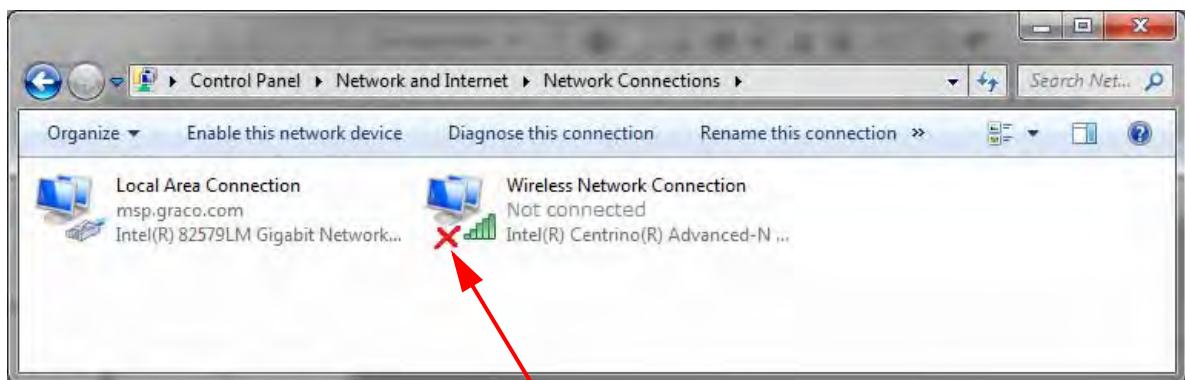 Control Panel ▸ Network and Internet ▸ Network Connections ▸ Search Net...
Organize Enable this network device Diagnose this connection Rename this connection »
Local Area Connection
msp.graco.com
Intel(R) 82579LM Gigabit Network...
Wireless Network Connection
Not connected
Intel(R) Centrino(R) Advanced-N ...